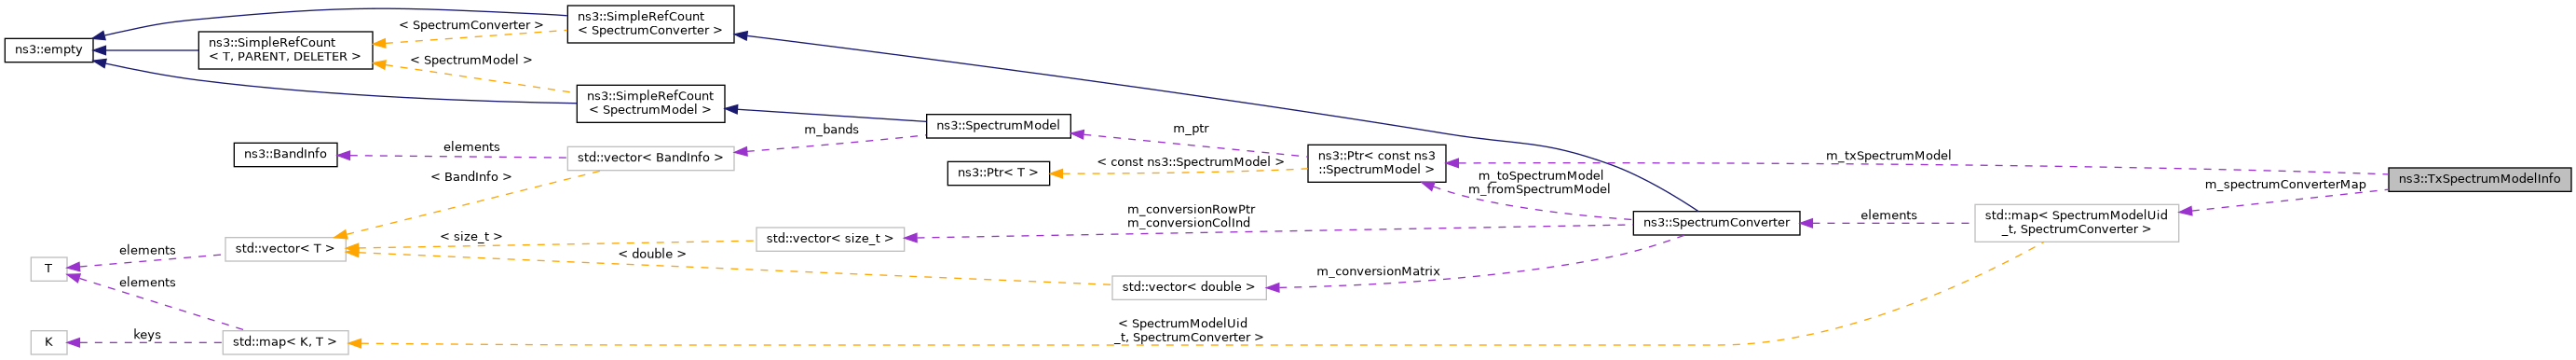 ns3::SimpleRefCount
< SpectrumConverter >
< SpectrumConverter >
ns3::empty
ns3::SimpleRefCount
< T, PARENT, DELETER >
< SpectrumModel >
ns3::SimpleRefCount
< SpectrumModel >
ns3::SpectrumModel
m_bands
m_ptr
ns3::BandInfo
elements
std::vector< BandInfo >
ns3::Ptr< const ns3
::SpectrumModel >
m_txSpectrumModel
< const ns3::SpectrumModel >
ns3::Ptr< T >
< BandInfo >
m_toSpectrumModel
m_fromSpectrumModel
ns3::TxSpectrumModelInfo
m_spectrumConverterMap
m_conversionRowPtr
m_conversionColInd
ns3::SpectrumConverter
elements
std::map< SpectrumModelUid
_t, SpectrumConverter >
std::vector< size_t >
< size_t >
std::vector< T >
elements
< double >
T
elements
m_conversionMatrix
std::vector< double >
< SpectrumModelUid
_t, SpectrumConverter >
K
keys
std::map< K, T >